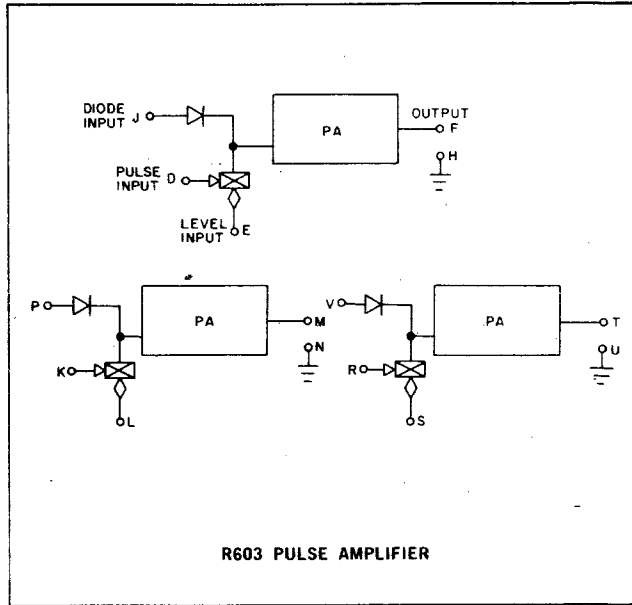 DIODE
INPUT J
PA
OUTPUT
F
H
PULSE
INPUT D
LEVEL
INPUT E
P
PA
M
N
K
L
V
PA
T
U
R
S
R603 PULSE AMPLIFIER